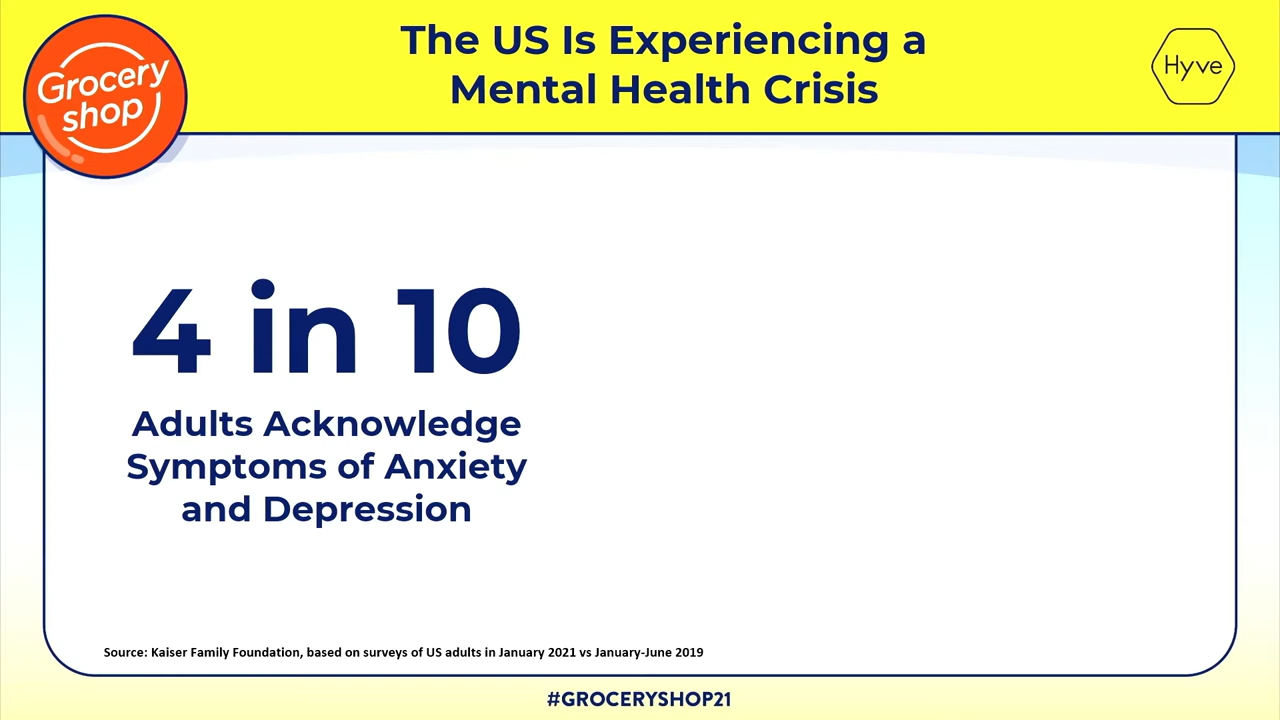 The US Is Experiencing a
Mental Health Crisis
Grocery
shop
Hyve
4 in 10
Adults Acknowledge
Symptoms of Anxiety
and Depression
Source: Kaiser Family Foundation, based on surveys of US adults in January 2021 vs January-June 2019
#GROCERYSHOP21